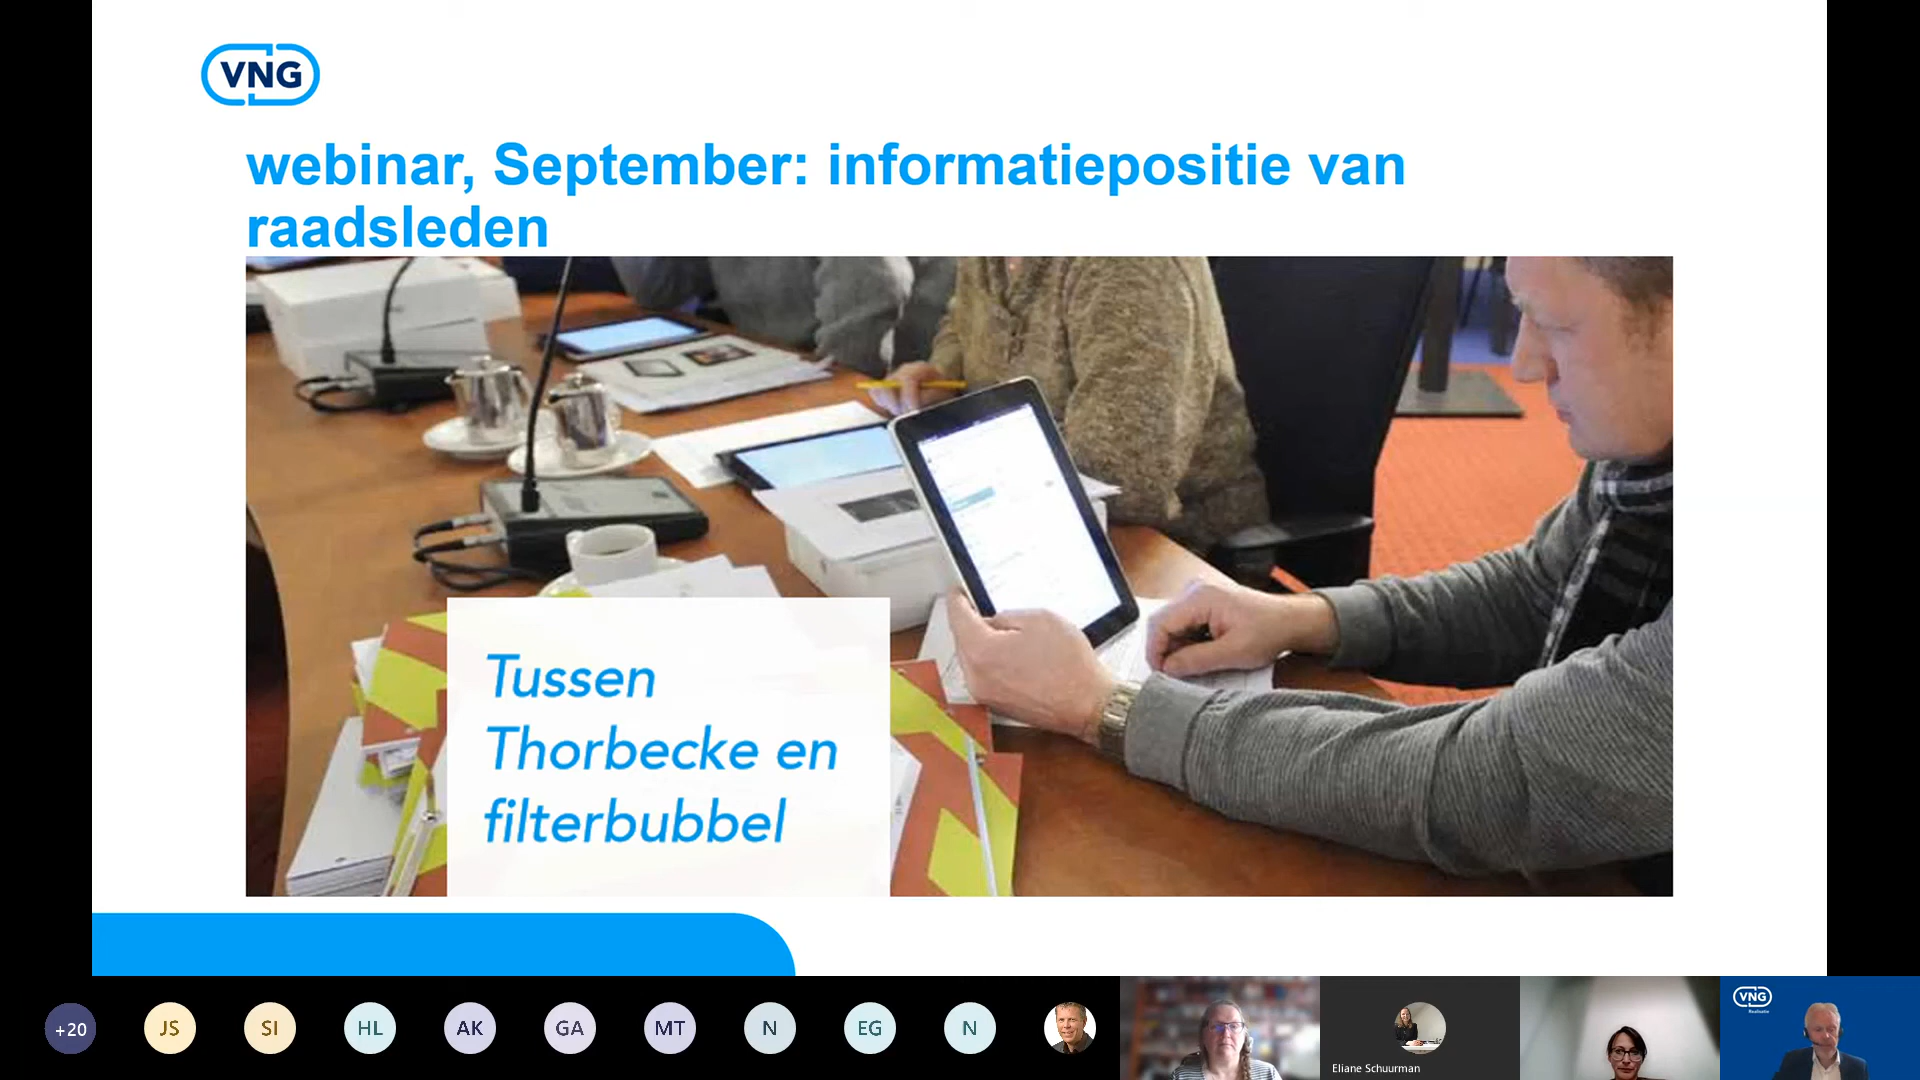 VNG
webinar, September: informatiepositie van
raadsleden
Tussen
Thorbecke en
filterbubbel
+20
JS
SI
HL
AK
GA
MT
N
EG
N
Eliane Schuurman
VNG
Realisatie